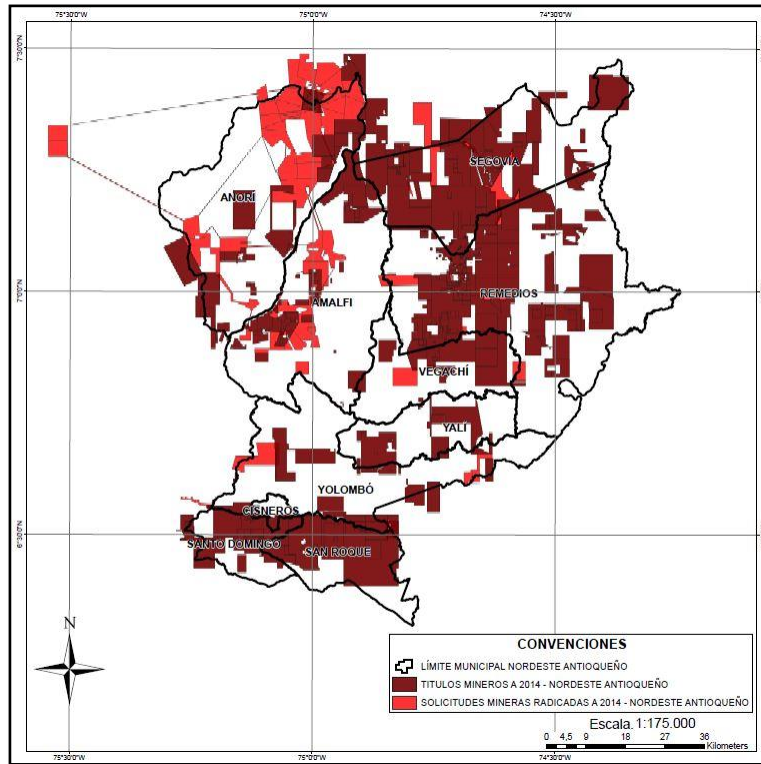 75°30'0"W 75°0'0"W 74°30'0"W
7°30'N
7°30'N
SEGOVIA
ANORÍ
7°0'0"N
REMEDIOS
AMALFI
VEGACHÍ
YALÍ
YOLOMBÓ
CISNEROS
6°30'N
SANTO DOMINGO
SAN ROQUE
N
CONVENCIONES
LÍMITE MUNICIPAL NORDESTE ANTIOQUEÑO
TITULOS MINEROS A 2014 - NORDESTE ANTIOQUEÑO
SOLICITUDES MINERAS RADICADAS A 2014 - NORDESTE ANTIOQUEÑO
Escala, 1:175.000
0 4,5 9 18 27 36
Kilometers
75°30'0"W 75°0'0"W 74°30'0"W